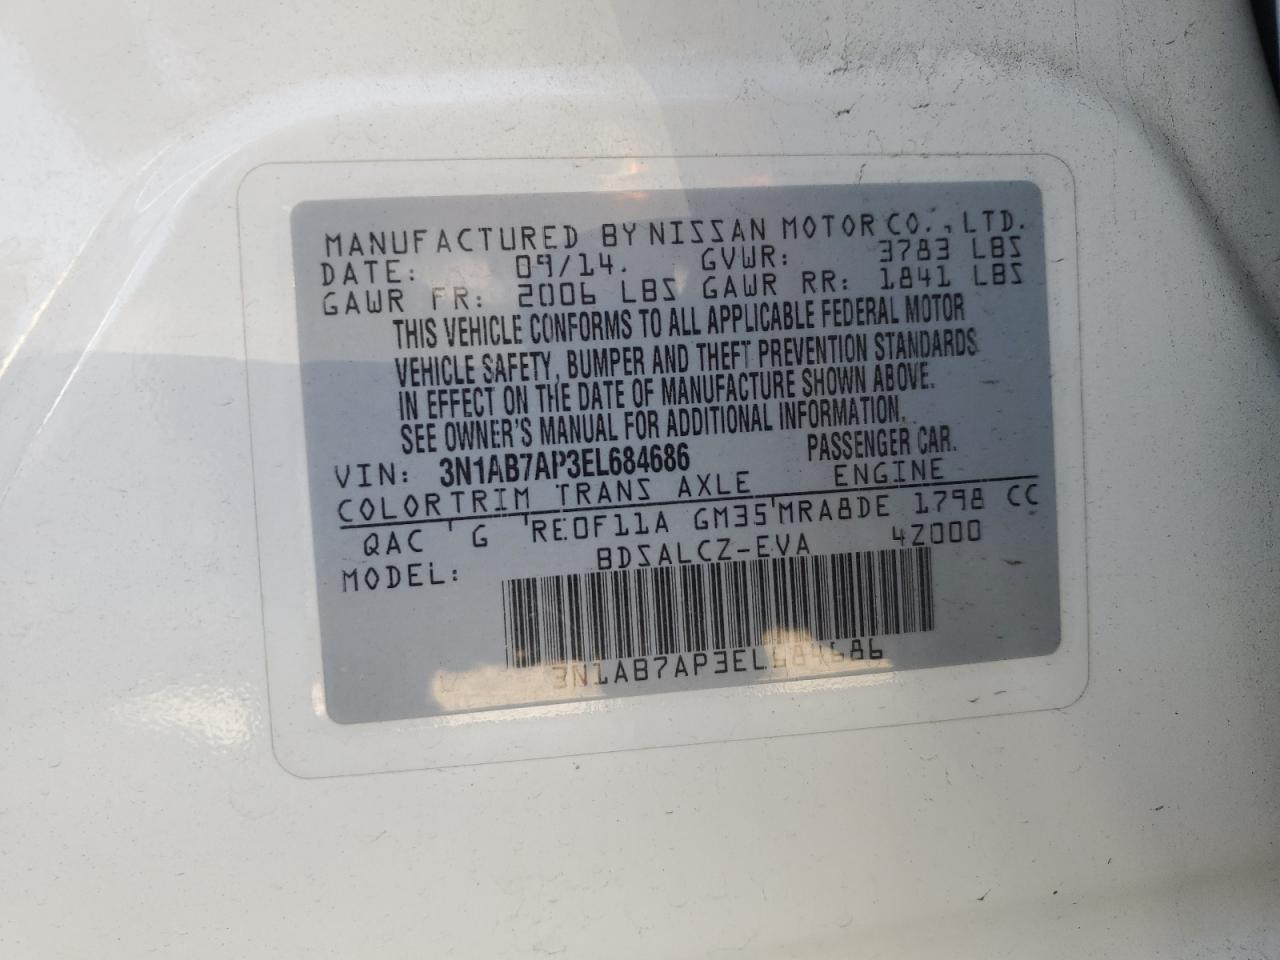 MANUFACTURED BY NISSAN MOTOR CO., LTD.
DATE: 09/14. GVWR: 3783 LBS
GAWR FR: 2006 LBS GAWR RR: 1841 LBS
THIS VEHICLE CONFORMS TO ALL APPLICABLE FEDERAL MOTOR
VEHICLE SAFETY, BUMPER AND THEFT PREVENTION STANDARDS
IN EFFECT ON THE DATE OF MANUFACTURE SHOWN ABOVE.
SEE OWNER'S MANUAL FOR ADDITIONAL INFORMATION.
VIN: 3N1AB7AP3EL684686 PASSENGER CAR.
COLOR TRIM TRANS AXLE ENGINE
QAC G RE0F11A GM35 MRA8DE 1798 CC
MODEL: BDSALCZ-EVA 4Z000
3N1AB7AP3EL684686